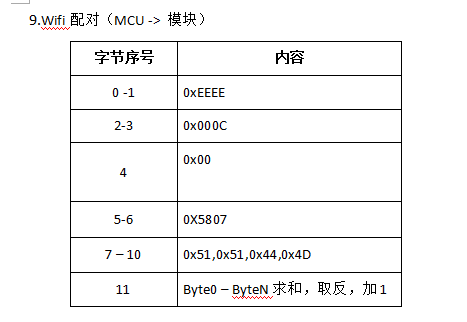 9.Wifi 配对（MCU -> 模块）
字节序号 内容
0 -1 0xEEEE
2-3 0x000C
4 0x00
5-6 0X5807
7 – 10 0x51,0x51,0x44,0x4D
11 Byte0 – ByteN 求和，取反，加 1